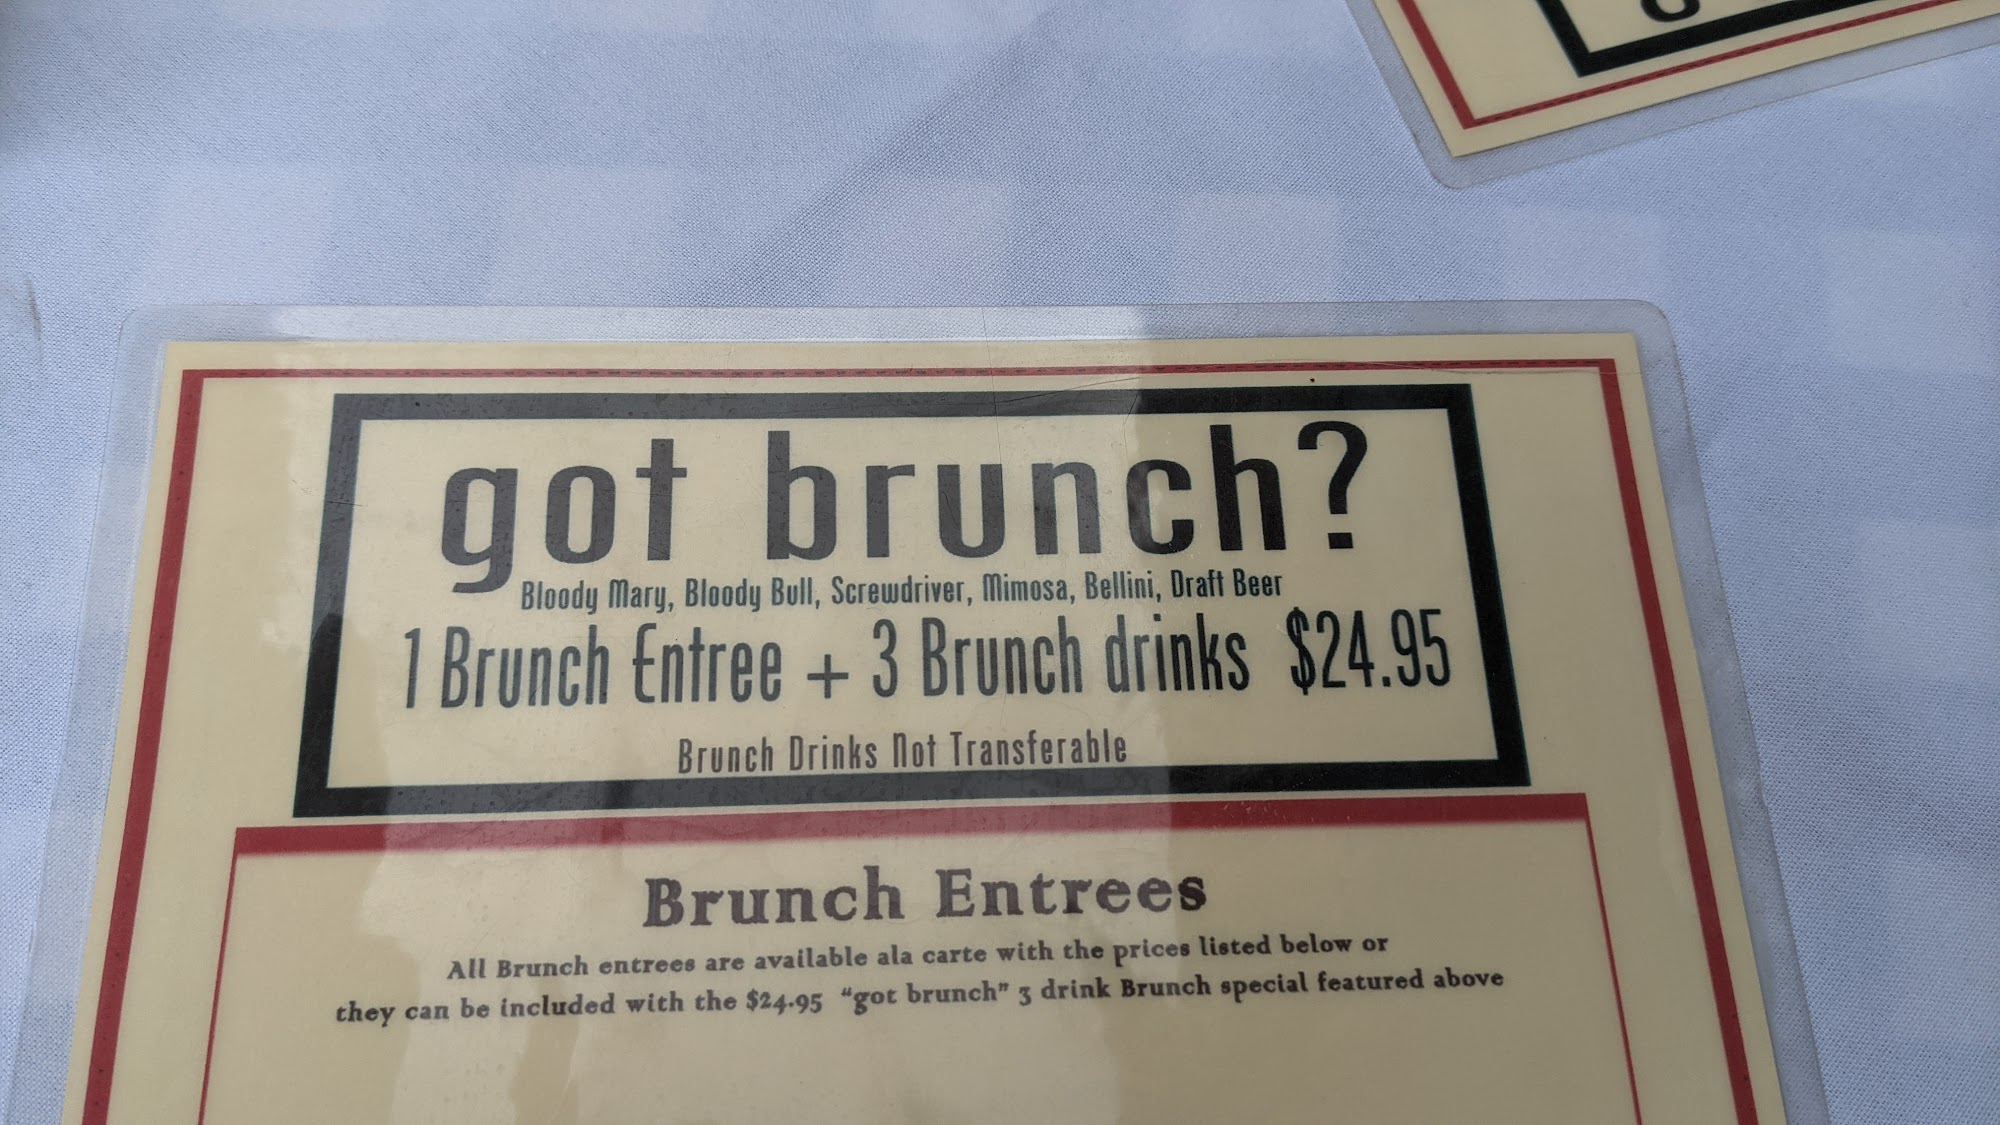 got brunch?
Bloody Mary, Bloody Bull, Screwdriver, Mimosa, Bellini, Draft Beer
1 Brunch Entree + 3 Brunch drinks $24.95
Brunch Drinks Not Transferable
Brunch Entrees
All Brunch entrees are available ala carte with the prices listed below or
they can be included with the $24.95 "got brunch" 3 drink Brunch special featured above